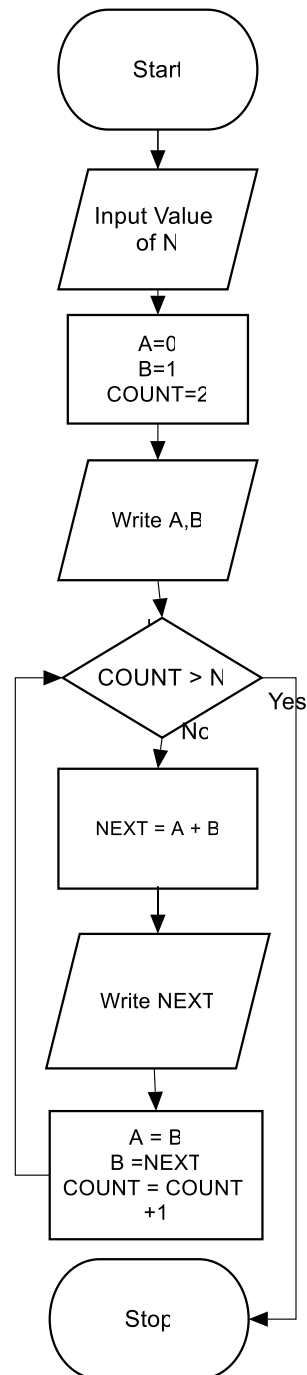 Start
Input Value
of N
A=0
B=1
COUNT=2
Write A,B
COUNT > N
Yes
No
NEXT = A + B
Write NEXT
A = B
B =NEXT
COUNT = COUNT
+1
Stop